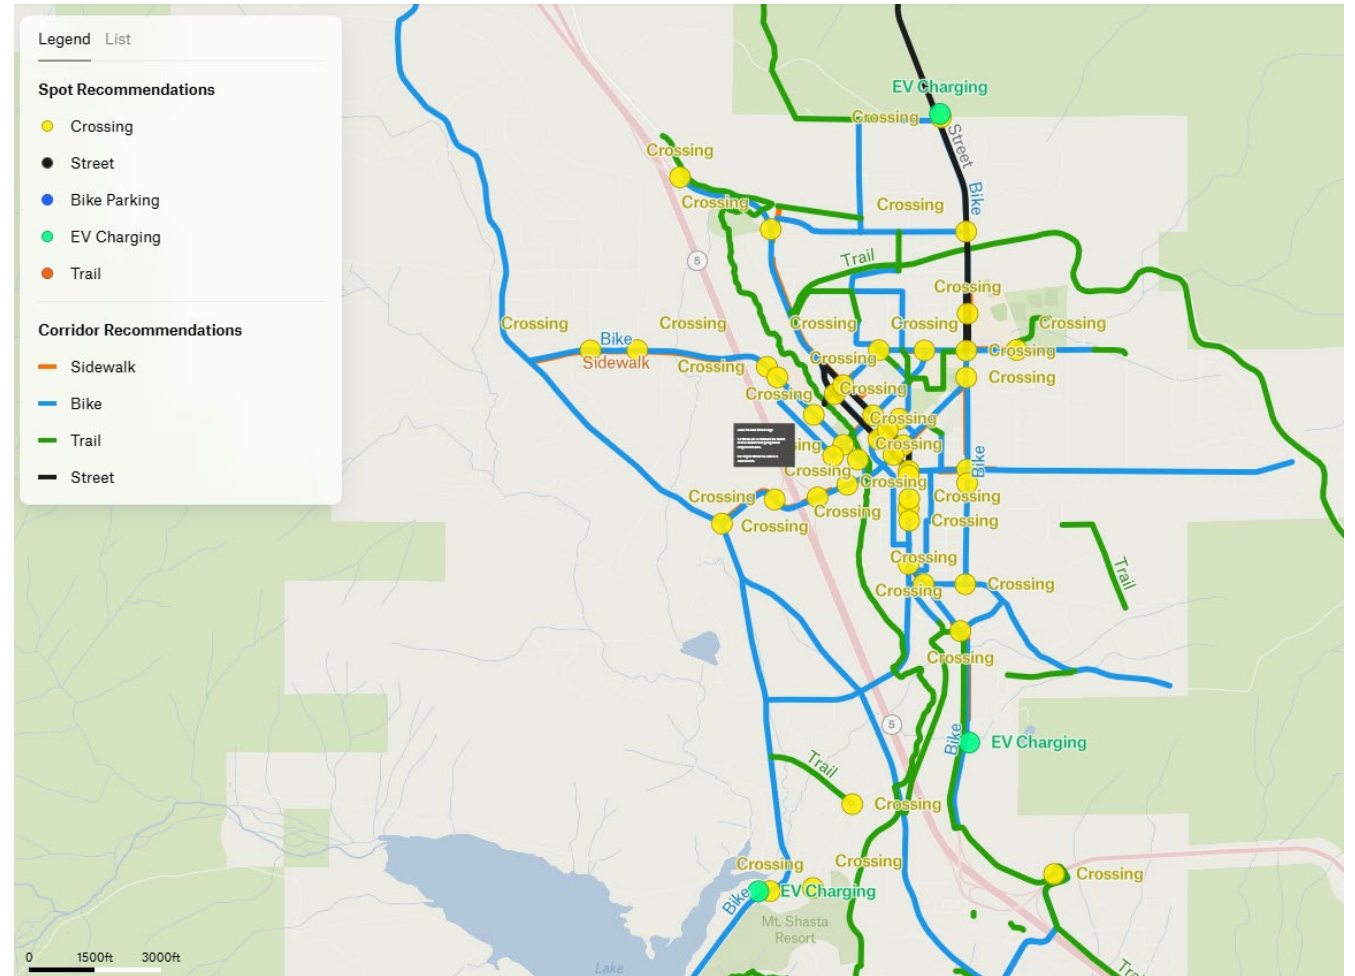 Legend List
Spot Recommendations
Crossing
Street
Bike Parking
EV Charging
Trail
Corridor Recommendations
Sidewalk
Bike
Trail
Street
EV Charging
Crossing
Street
Crossing
Bike
Crossing
Crossing
Trail
5
Crossing
Crossing
Crossing
Crossing
Crossing
Crossing
Bike
Crossing
Sidewalk
Crossing
Crossing
Crossing
Crossing
Crossing
Crossing
Crossing
Bike
Crossing
Crossing
Crossing
Crossing
Crossing
Crossing
Crossing
Crossing
Trail
Crossing
Crossing
Crossing
5
Bike
EV Charging
Trail
Crossing
Crossing
Crossing
Crossing
Bike
EV Charging
Mt. Shasta
Resort
Lake
Trail
0 1500ft 3000ft